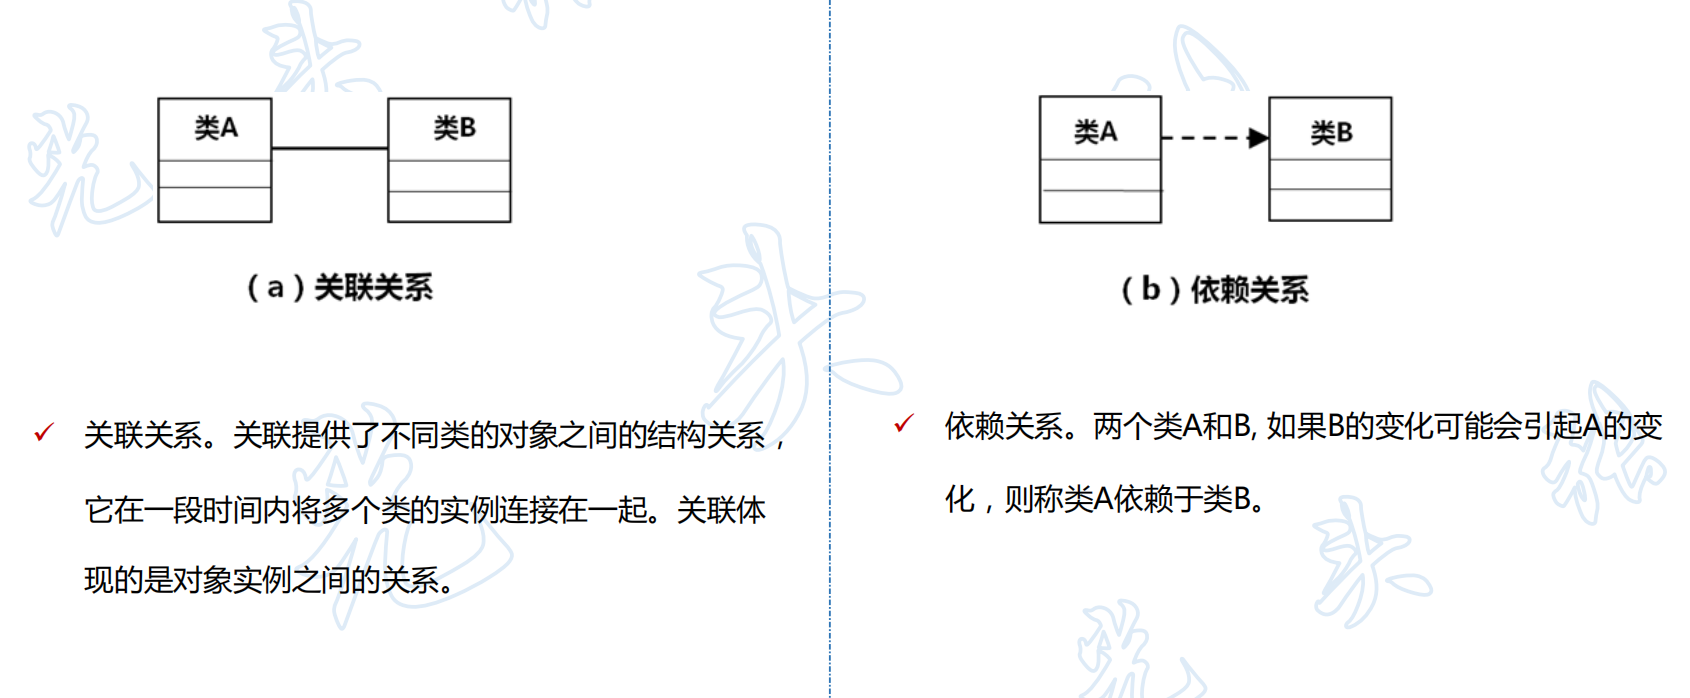 类A
类B
（a）关联关系
关联关系。关联提供了不同类的对象之间的结构关系，
它在一段时间内将多个类的实例连接在一起。关联体
现的是对象实例之间的关系。
类A
类B
（b）依赖关系
依赖关系。两个类A和B, 如果B的变化可能会引起A的变
化，则称类A依赖于类B。